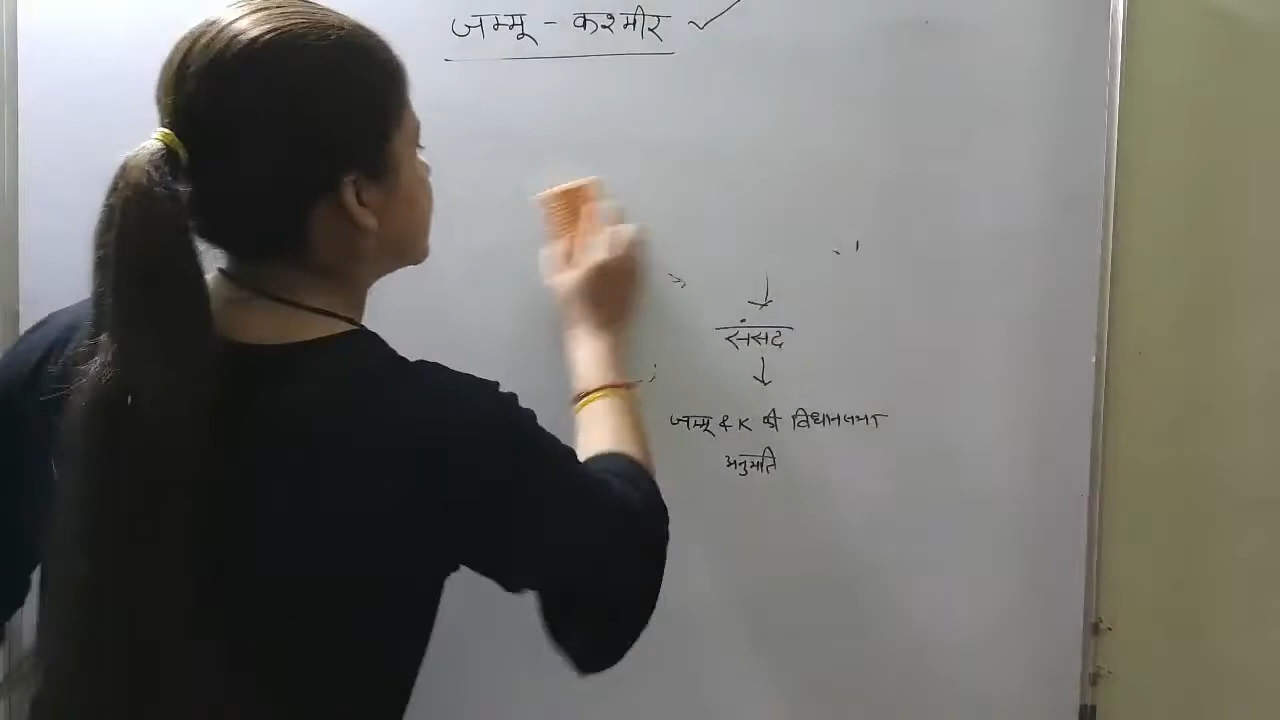 जम्मू - कश्मीर ✓
संसद
जम्मू & K की विधानसभा
अनुमति